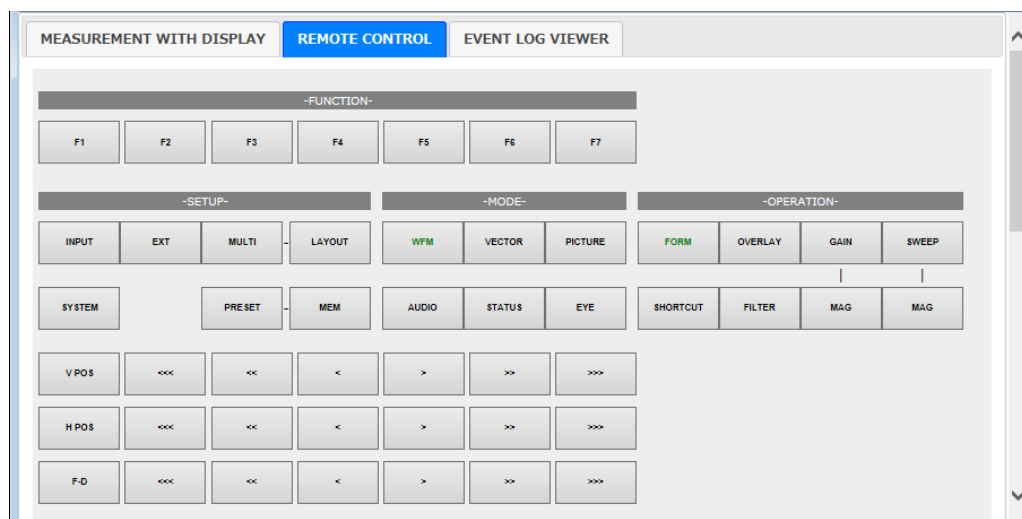 MEASUREMENT WITH DISPLAY REMOTE CONTROL EVENT LOG VIEWER
-FUNCTION-
F1 F2 F3 F4 F5 F6 F7
-SETUP- -MODE- -OPERATION-
INPUT EXT MULTI - LAYOUT WFM VECTOR PICTURE FORM OVERLAY GAIN SWEEP
| |
SYSTEM PRESET - MEM AUDIO STATUS EYE SHORTCUT FILTER MAG MAG
V POS <<< << < > >> >>>
H POS <<< << < > >> >>>
F-D <<< << < > >> >>>